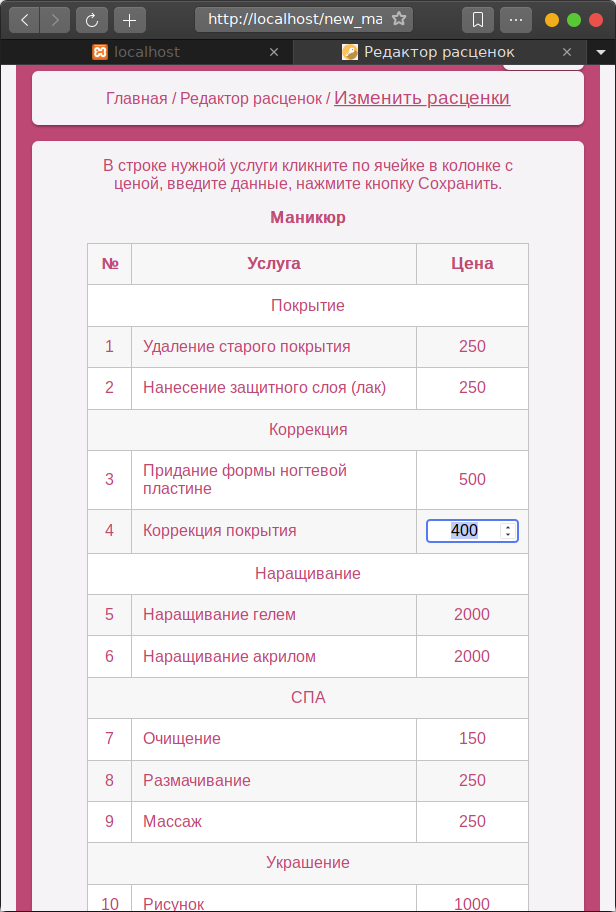 http://localhost/new_ma
localhost
Редактор расценок
Главная / Редактор расценок / Изменить расценки
В строке нужной услуги кликните по ячейке в колонке с
ценой, введите данные, нажмите кнопку Сохранить.
Маникюр
№ Услуга Цена
Покрытие
1 Удаление старого покрытия 250
2 Нанесение защитного слоя (лак) 250
Коррекция
3 Придание формы ногтевой
пластине 500
4 Коррекция покрытия 400
Наращивание
5 Наращивание гелем 2000
6 Наращивание акрилом 2000
СПА
7 Очищение 150
8 Размачивание 250
9 Массаж 250
Украшение
10 Рисунок 1000